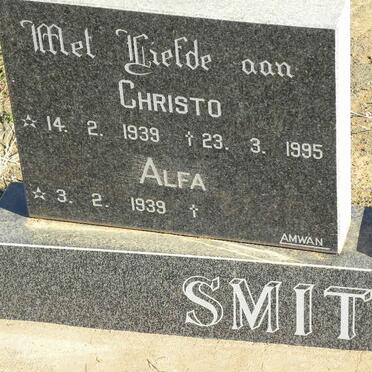 Met Liefde aan
CHRISTO
☆ 14. 2. 1939 † 23. 3. 1995
ALFA
☆ 3. 2. 1939 †
AMWAN
SMIT